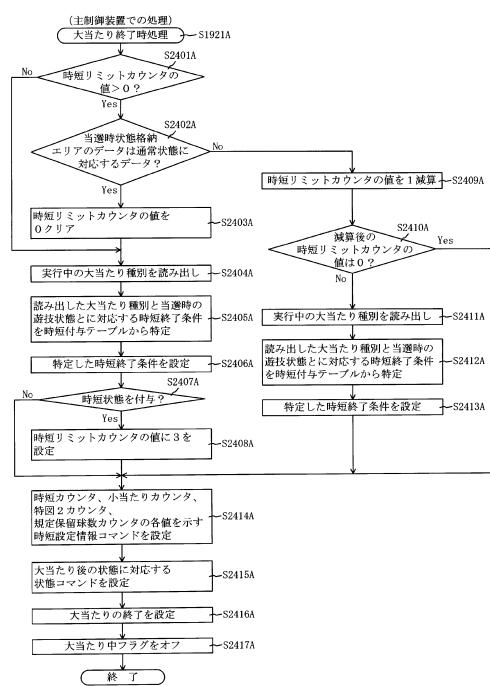 （主制御装置での処理）
大当たり終了時処理
S1921A
S2401A
時短リミットカウンタの
値＞０？
No
Yes
S2402A
当選時状態格納
エリアのデータは通常状態に
対応するデータ？
No
Yes
時短リミットカウンタの値を
０クリア
S2403A
実行中の大当たり種別を読み出し
S2404A
読み出した大当たり種別と当選時の
遊技状態とに対応する時短終了条件
を時短付与テーブルから特定
S2405A
特定した時短終了条件を設定
S2406A
S2407A
時短状態を付与？
No
Yes
時短リミットカウンタの値に３を
設定
S2408A
時短リミットカウンタの値を１減算
S2409A
S2410A
減算後の
時短リミットカウンタの
値は０？
Yes
No
実行中の大当たり種別を読み出し
S2411A
読み出した大当たり種別と当選時の
遊技状態とに対応する時短終了条件
を時短付与テーブルから特定
S2412A
特定した時短終了条件を設定
S2413A
時短カウンタ、小当たりカウンタ、
特図２カウンタ、
規定保留球数カウンタの各値を示す
時短設定情報コマンドを設定
S2414A
大当たり後の状態に対応する
状態コマンドを設定
S2415A
大当たりの終了を設定
S2416A
大当たり中フラグをオフ
S2417A
終 了